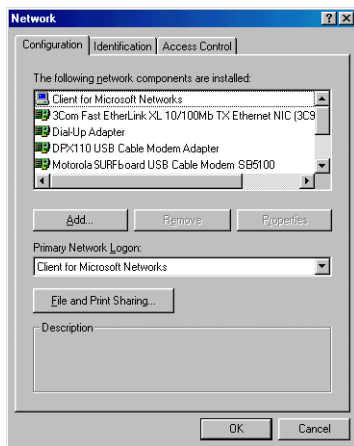 Network
Configuration Identification Access Control
The following network components are installed:
Client for Microsoft Networks
3Com Fast EtherLink XL 10/100Mb TX Ethernet NIC (3C9
Dial-Up Adapter
DPX110 USB Cable Modem Adapter
Motorola SURFboard USB Cable Modem SB5100
Add... Remove Properties
Primary Network Logon:
Client for Microsoft Networks
File and Print Sharing...
Description
OK Cancel